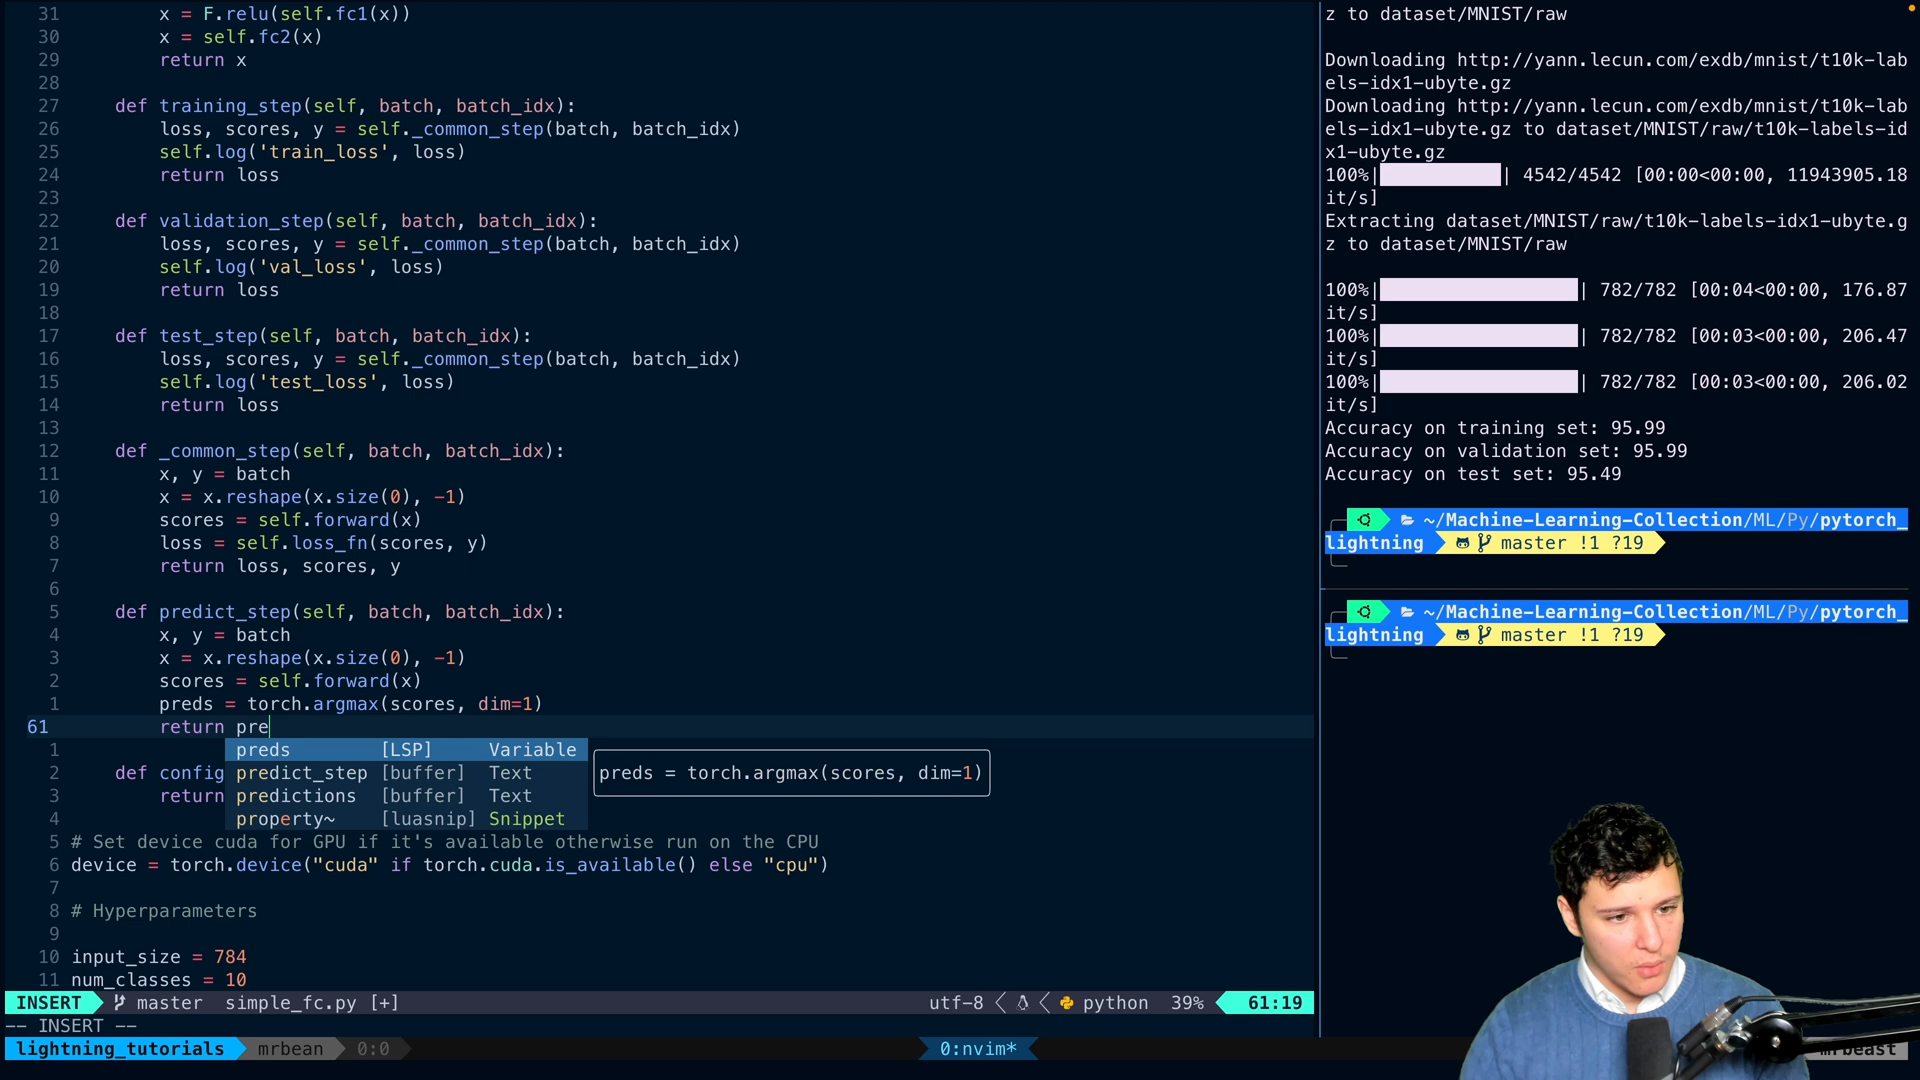 31 x = F.relu(self.fc1(x))
30 x = self.fc2(x)
29 return x
28
27 def training_step(self, batch, batch_idx):
26 loss, scores, y = self._common_step(batch, batch_idx)
25 self.log('train_loss', loss)
24 return loss
23
22 def validation_step(self, batch, batch_idx):
21 loss, scores, y = self._common_step(batch, batch_idx)
20 self.log('val_loss', loss)
19 return loss
18
17 def test_step(self, batch, batch_idx):
16 loss, scores, y = self._common_step(batch, batch_idx)
15 self.log('test_loss', loss)
14 return loss
13
12 def _common_step(self, batch, batch_idx):
11 x, y = batch
10 x = x.reshape(x.size(0), -1)
9 scores = self.forward(x)
8 loss = self.loss_fn(scores, y)
7 return loss, scores, y
6
5 def predict_step(self, batch, batch_idx):
4 x, y = batch
3 x = x.reshape(x.size(0), -1)
2 scores = self.forward(x)
1 preds = torch.argmax(scores, dim=1)
61 return pre
1 preds [LSP] Variable
2 def config predict_step [buffer] Text preds = torch.argmax(scores, dim=1)
3 return predictions [buffer] Text
4 property~ [luasnip] Snippet
5 # Set device cuda for GPU if it's available otherwise run on the CPU
6 device = torch.device("cuda" if torch.cuda.is_available() else "cpu")
7
8 # Hyperparameters
9
10 input_size = 784
11 num_classes = 10
INSERT master simple_fc.py [+] utf-8 python 39% 61:19
-- INSERT --
lightning_tutorials mrbean 0:0 0:nvim* mrbeast
z to dataset/MNIST/raw
Downloading http://yann.lecun.com/exdb/mnist/t10k-lab
els-idx1-ubyte.gz
Downloading http://yann.lecun.com/exdb/mnist/t10k-lab
els-idx1-ubyte.gz to dataset/MNIST/raw/t10k-labels-id
x1-ubyte.gz
100%| | 4542/4542 [00:00<00:00, 11943905.18
it/s]
Extracting dataset/MNIST/raw/t10k-labels-idx1-ubyte.g
z to dataset/MNIST/raw
100%| | 782/782 [00:04<00:00, 176.87
it/s]
100%| | 782/782 [00:03<00:00, 206.47
it/s]
100%| | 782/782 [00:03<00:00, 206.02
it/s]
Accuracy on training set: 95.99
Accuracy on validation set: 95.99
Accuracy on test set: 95.49
~/Machine-Learning-Collection/ML/Py/pytorch_
lightning master !1 ?19
~/Machine-Learning-Collection/ML/Py/pytorch_
lightning master !1 ?19